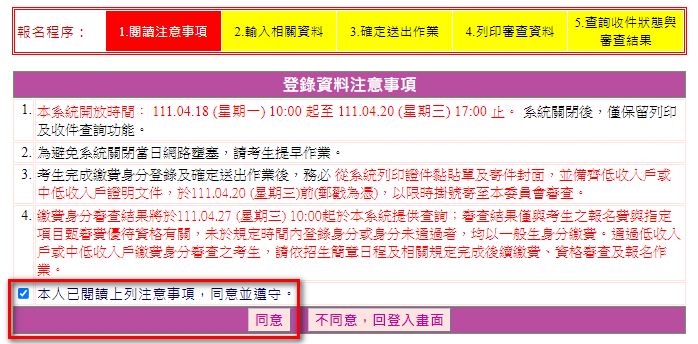 報名程序：
1.閱讀注意事項
2.輸入相關資料
3.確定送出作業
4.列印審查資料
5.查詢收件狀態與
審查結果
登錄資料注意事項
1. 本系統開放時間： 111.04.18 (星期一) 10:00 起至 111.04.20 (星期三) 17:00 止。 系統關閉後，僅保留列印
及收件查詢功能。
2. 為避免系統關閉當日網路壅塞，請考生提早作業。
3. 考生完成繳費身分登錄及確定送出作業後，務必 從系統列印證件黏貼單及寄件封面，並備齊低收入戶或
中低收入戶證明文件，於111.04.20 (星期三)前(郵戳為憑)，以限時掛號寄至本委員會審查。
4. 繳費身分審查結果將於111.04.27 (星期三) 10:00起於本系統提供查詢；審查結果僅與考生之報名費與指定
項目甄審費優待資格有關，未於規定時間內登錄身分或身分未通過者，均以一般生身分繳費。通過低收入
戶或中低收入戶繳費身分審查之考生，請依招生簡章日程及相關規定完成後續繳費、資格審查及報名作
業。
本人已閱讀上列注意事項，同意並遵守。
同意
不同意，回登入畫面